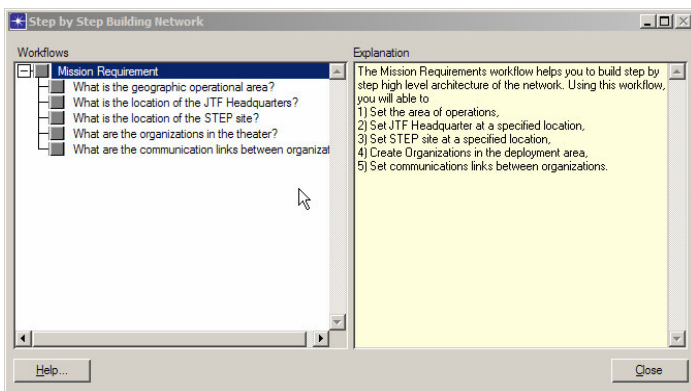 Step by Step Building Network
Workflows
Mission Requirement
What is the geographic operational area?
What is the location of the JTF Headquarters?
What is the location of the STEP site?
What are the organizations in the theater?
What are the communication links between organizat
Explanation
The Mission Requirements workflow helps you to build step by
step high level architecture of the network. Using this workflow,
you will able to
1) Set the area of operations,
2) Set JTF Headquarter at a specified location,
3) Set STEP site at a specified location,
4) Create Organizations in the deployment area,
5) Set communications links between organizations.
Help...
Close